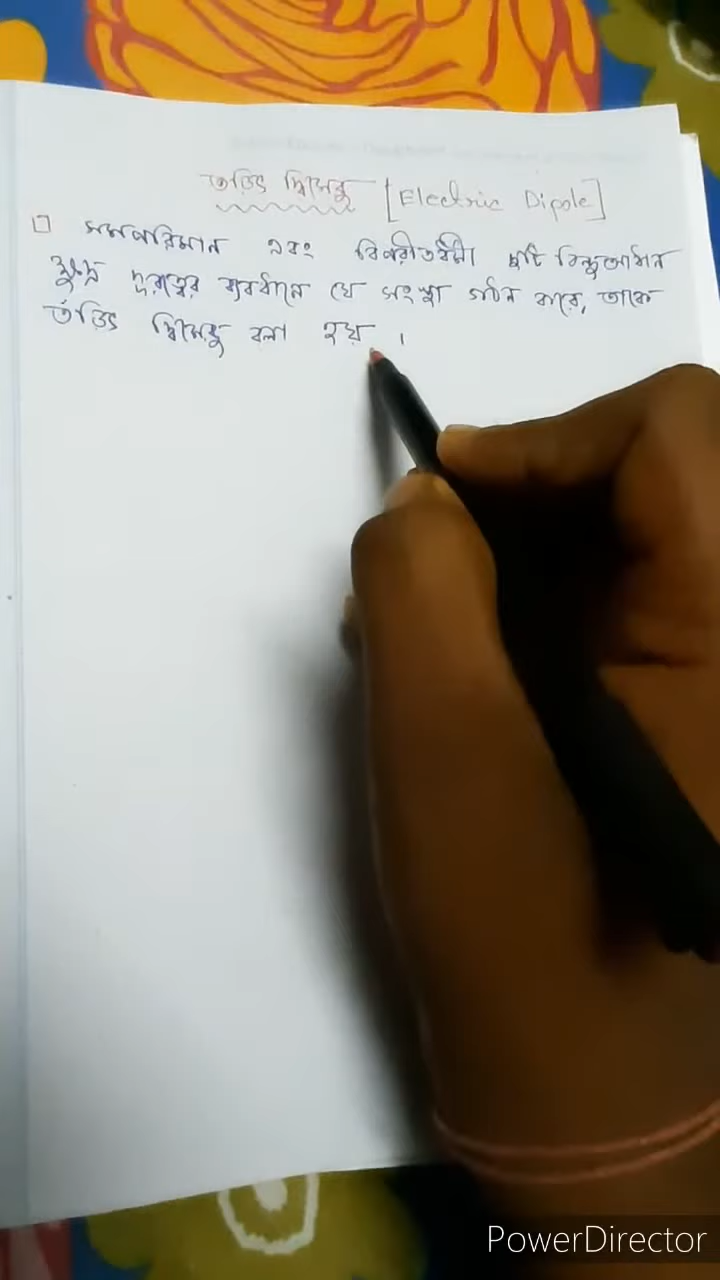 তড়িৎ দ্বিমেরু [Electric Dipole]
□ সমপরিমান এবং বিপরীতধর্মী দুটি বিন্দুআধান
ক্ষুদ্র দূরত্বের ব্যবধানে যে সংস্থা গঠন করে, তাকে
তড়িৎ দ্বিমেরু বলা হয় ।
PowerDirector